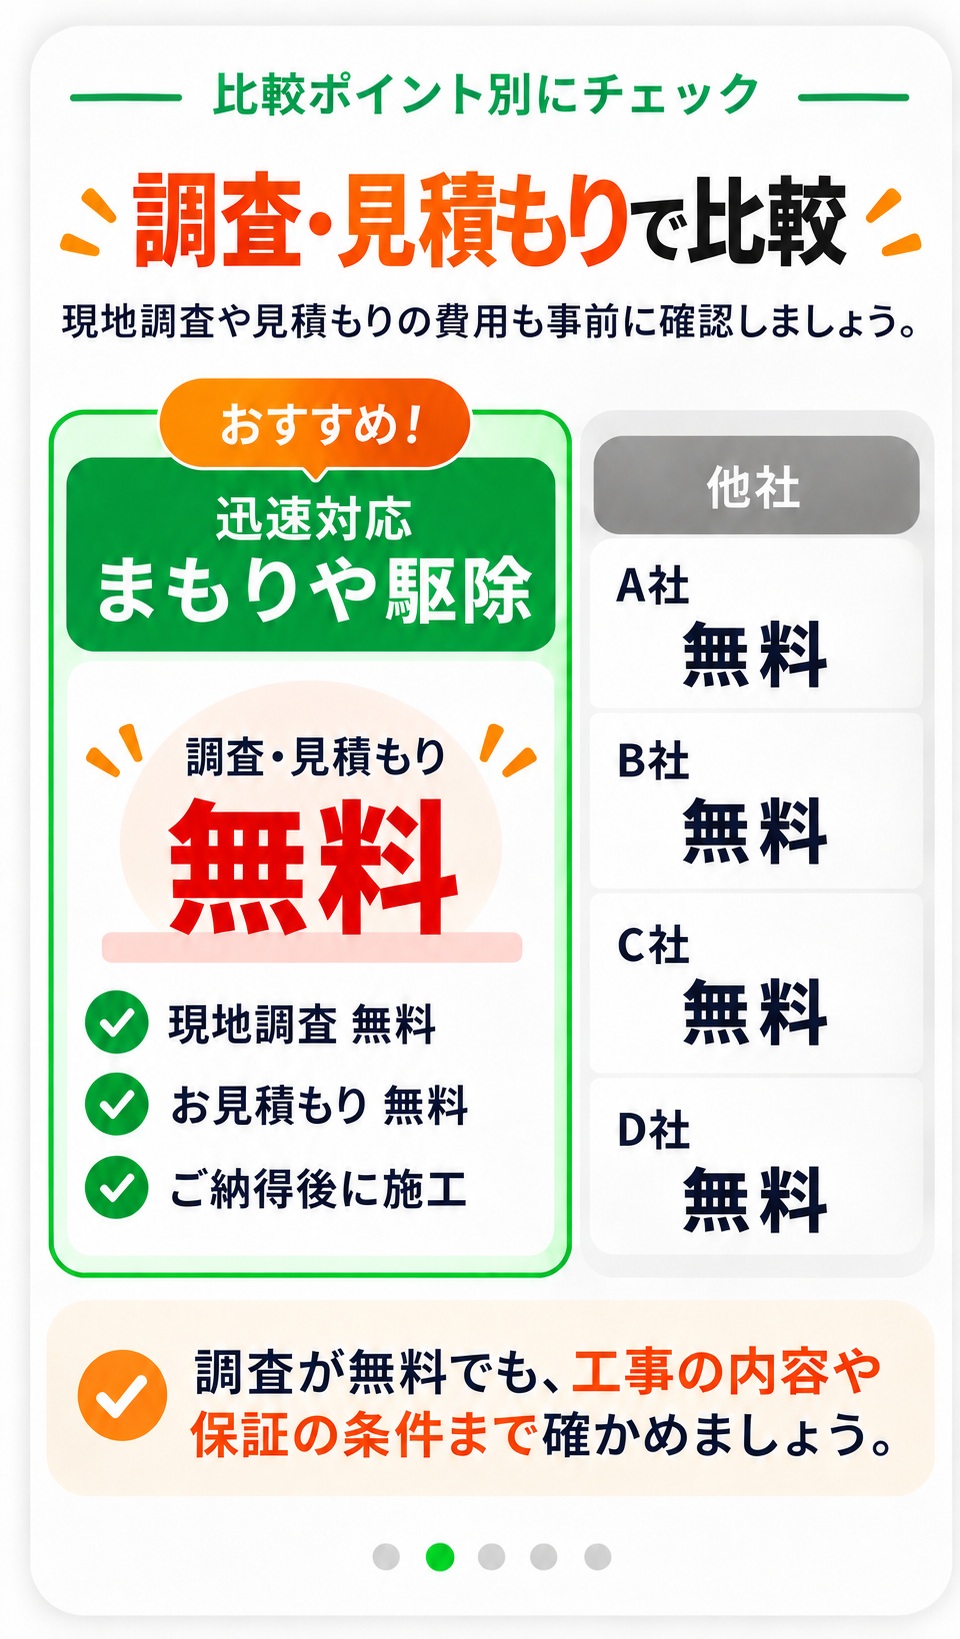 比較ポイント別にチェック
調査・見積もりで比較
現地調査や見積もりの費用も事前に確認しましょう。
おすすめ!
迅速対応
まもりや駆除
調査・見積もり
無料
現地調査 無料
お見積もり 無料
ご納得後に施工
他社
A社
無料
B社
無料
C社
無料
D社
無料
調査が無料でも、工事の内容や
保証の条件まで確かめましょう。